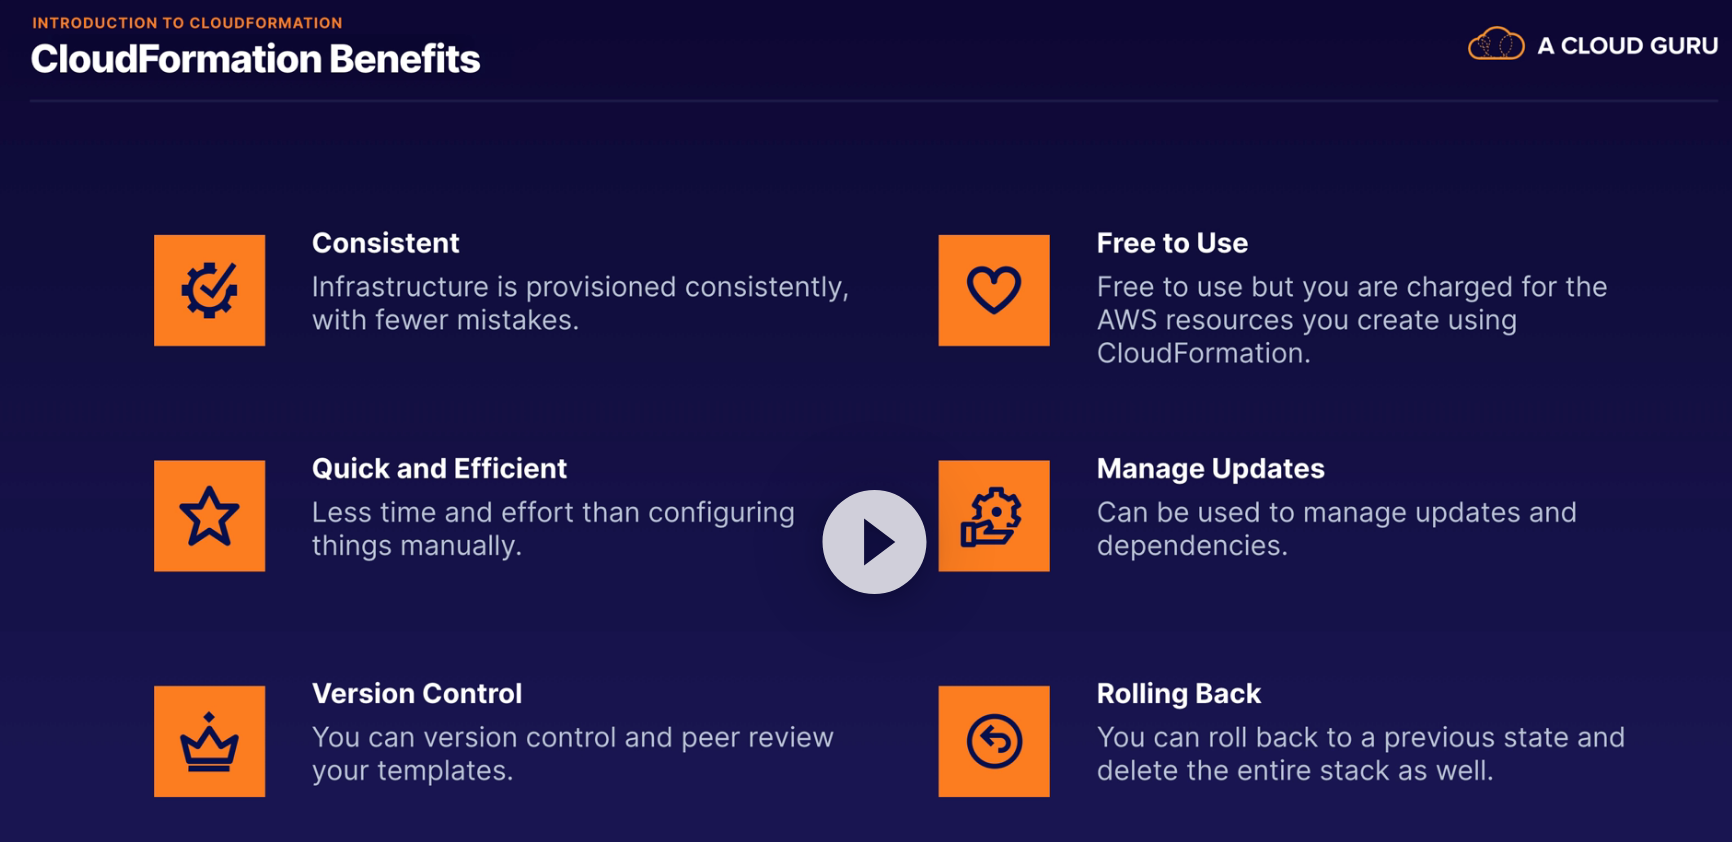 INTRODUCTION TO CLOUDFORMATION
CloudFormation Benefits
A CLOUD GURU
Consistent
Infrastructure is provisioned consistently,
with fewer mistakes.
Free to Use
Free to use but you are charged for the
AWS resources you create using
CloudFormation.
Quick and Efficient
Less time and effort than configuring
things manually.
Manage Updates
Can be used to manage updates and
dependencies.
Version Control
You can version control and peer review
your templates.
Rolling Back
You can roll back to a previous state and
delete the entire stack as well.